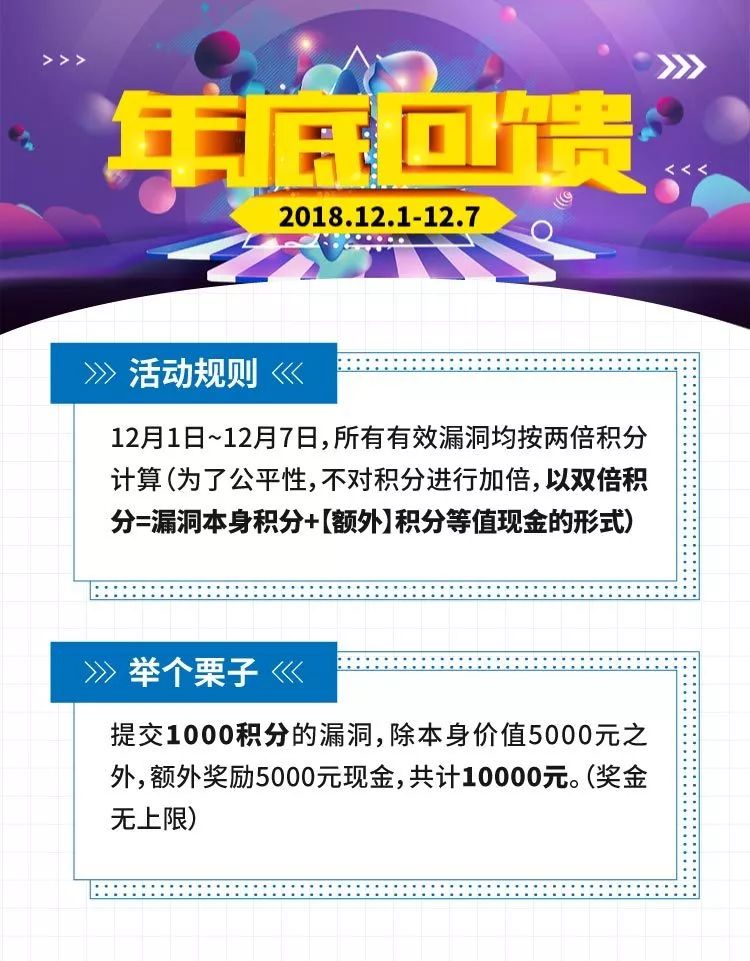 年底回馈
2018.12.1-12.7
活动规则
12月1日~12月7日，所有有效漏洞均按两倍积分
计算（为了公平性，不对积分进行加倍，以双倍积
分=漏洞本身积分+【额外】积分等值现金的形式）
举个栗子
提交1000积分的漏洞，除本身价值5000元之
外，额外奖励5000元现金，共计10000元。（奖金
无上限）